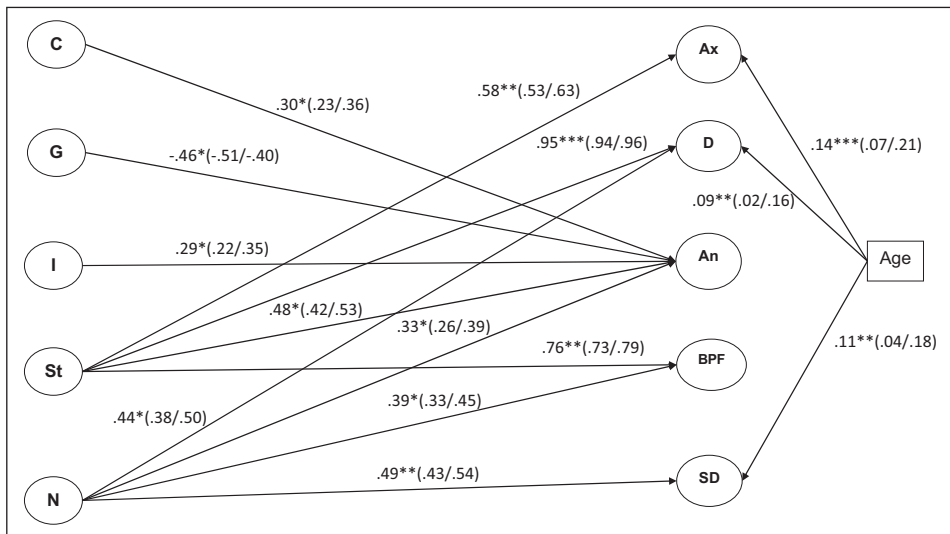 C
Ax
.58**(.53/.63)
.30*(.23/.36)
G
D
-.46*(-.51/-.40)
.95***(.94/.96)
.14***(.07/.21)
.09**(.02/.16)
I
.29*(.22/.35)
An
Age
.48*(.42/.53)
.33*(.26/.39)
.11**(.04/.18)
St
.76**(.73/.79)
BPF
.44*(.38/.50)
.39*(.33/.45)
N
.49**(.43/.54)
SD